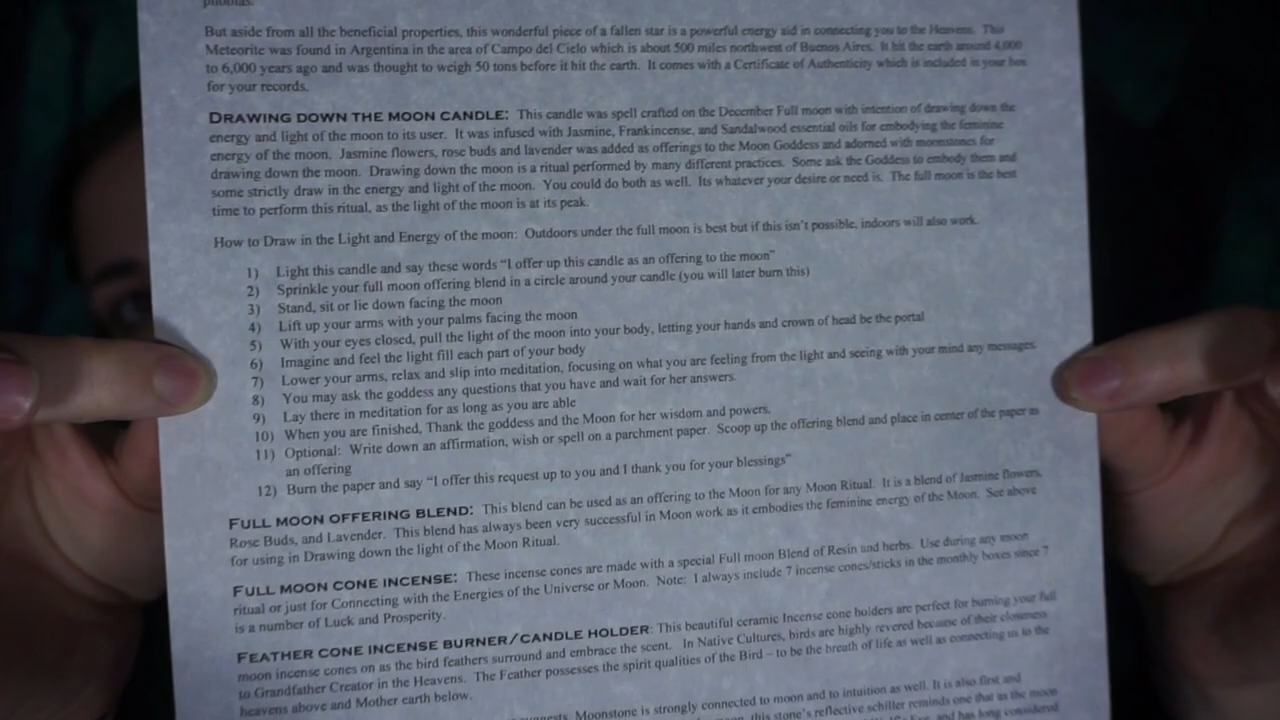 phobias.
But aside from all the beneficial properties, this wonderful piece of a fallen star is a powerful energy aid in connecting you to the Heavens. This
Meteorite was found in Argentina in the area of Campo del Cielo which is about 500 miles northwest of Buenos Aires. It hit the earth around 4,000
to 6,000 years ago and was thought to weigh 50 tons before it hit the earth. It comes with a Certificate of Authenticity which is included in your box
for your records.
DRAWING DOWN THE MOON CANDLE: This candle was spell crafted on the December Full moon with intention of drawing down the
energy and light of the moon to its user. It was infused with Jasmine, Frankincense, and Sandalwood essential oils for embodying the feminine
energy of the moon. Jasmine flowers, rose buds and lavender was added as offerings to the Moon Goddess and adorned with moonstones for
drawing down the moon. Drawing down the moon is a ritual performed by many different practices. Some ask the Goddess to embody them and
some strictly draw in the energy and light of the moon. You could do both as well. Its whatever your desire or need is. The full moon is the best
time to perform this ritual, as the light of the moon is at its peak.
How to Draw in the Light and Energy of the moon: Outdoors under the full moon is best but if this isn't possible, indoors will also work.
1) Light this candle and say these words "I offer up this candle as an offering to the moon"
2) Sprinkle your full moon offering blend in a circle around your candle (you will later burn this)
3) Stand, sit or lie down facing the moon
4) Lift up your arms with your palms facing the moon
5) With your eyes closed, pull the light of the moon into your body, letting your hands and crown of head be the portal
6) Imagine and feel the light fill each part of your body
7) Lower your arms, relax and slip into meditation, focusing on what you are feeling from the light and seeing with your mind any messages.
8) You may ask the goddess any questions that you have and wait for her answers.
9) Lay there in meditation for as long as you are able
10) When you are finished, Thank the goddess and the Moon for her wisdom and powers.
11) Optional: Write down an affirmation, wish or spell on a parchment paper. Scoop up the offering blend and place in center of the paper as
an offering
12) Burn the paper and say "I offer this request up to you and I thank you for your blessings"
FULL MOON OFFERING BLEND: This blend can be used as an offering to the Moon for any Moon Ritual. It is a blend of Jasmine flowers,
Rose Buds, and Lavender. This blend has always been very successful in Moon work as it embodies the feminine energy of the Moon. See above
for using in Drawing down the light of the Moon Ritual.
FULL MOON CONE INCENSE: These incense cones are made with a special Full moon Blend of Resin and herbs. Use during any moon
ritual or just for Connecting with the Energies of the Universe or Moon. Note: I always include 7 incense cones/sticks in the monthly boxes since 7
is a number of Luck and Prosperity.
FEATHER CONE INCENSE BURNER/CANDLE HOLDER: This beautiful ceramic Incense cone holders are perfect for burning your full
moon incense cones on as the bird feathers surround and embrace the scent. In Native Cultures, birds are highly revered because of their closeness
to Grandfather Creator in the Heavens. The Feather possesses the spirit qualities of the Bird – to be the breath of life as well as connecting us to the
heavens above and Mother earth below.
Moonstone is strongly connected to moon and to intuition as well. It is also first and
this stone's reflective schiller reminds one that as the moon
and has long considered